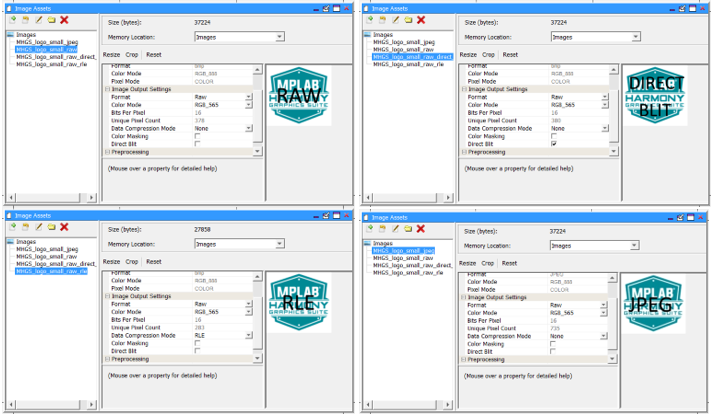 Image Assets
Size (bytes): 37224
Memory Location: Images
Images
MHGS_logo_small_jpeg
MHGS_logo_small_raw
MHGS_logo_small_raw_direct_
MHGS_logo_small_raw_rle
Resize Crop Reset
Format
Color Mode RGB_888
Pixel Mode COLOR
Image Output Settings
Format Raw
Color Mode RGB_565
Bits Per Pixel 16
Unique Pixel Count 378
Data Compression Mode None
Color Masking
Direct Blit
Preprocessing
MPLAB
RAW
HARMONY
GRAPHICS SUITE
(Mouse over a property for detailed help)
Image Assets
Size (bytes): 37224
Memory Location: Images
Images
MHGS_logo_small_jpeg
MHGS_logo_small_raw
MHGS_logo_small_raw_direct_
MHGS_logo_small_raw_rle
Resize Crop Reset
Format
Color Mode RGB_888
Pixel Mode COLOR
Image Output Settings
Format Raw
Color Mode RGB_565
Bits Per Pixel 16
Unique Pixel Count 380
Data Compression Mode None
Color Masking
Direct Blit
Preprocessing
DIRECT
HARMONY
GRAPHICS SUITE
BLIT
(Mouse over a property for detailed help)
Image Assets
Size (bytes): 27858
Memory Location: Images
Images
MHGS_logo_small_jpeg
MHGS_logo_small_raw
MHGS_logo_small_raw_direct_
MHGS_logo_small_raw_rle
Resize Crop Reset
Format
Color Mode RGB_888
Pixel Mode COLOR
Image Output Settings
Format Raw
Color Mode RGB_565
Bits Per Pixel 16
Unique Pixel Count 283
Data Compression Mode RLE
Color Masking
Direct Blit
Preprocessing
MPLAB
HARMONY
RLE
GRAPHICS SUITE
(Mouse over a property for detailed help)
Image Assets
Size (bytes): 37224
Memory Location: Images
Images
MHGS_logo_small_jpeg
MHGS_logo_small_raw
MHGS_logo_small_raw_direct_
MHGS_logo_small_raw_rle
Resize Crop Reset
Format JPEG
Color Mode RGB_888
Pixel Mode COLOR
Image Output Settings
Format Raw
Color Mode RGB_565
Bits Per Pixel 16
Unique Pixel Count 735
Data Compression Mode None
Color Masking
Direct Blit
Preprocessing
MPLAB
HARMONY
JPEG
GRAPHICS SUITE
(Mouse over a property for detailed help)